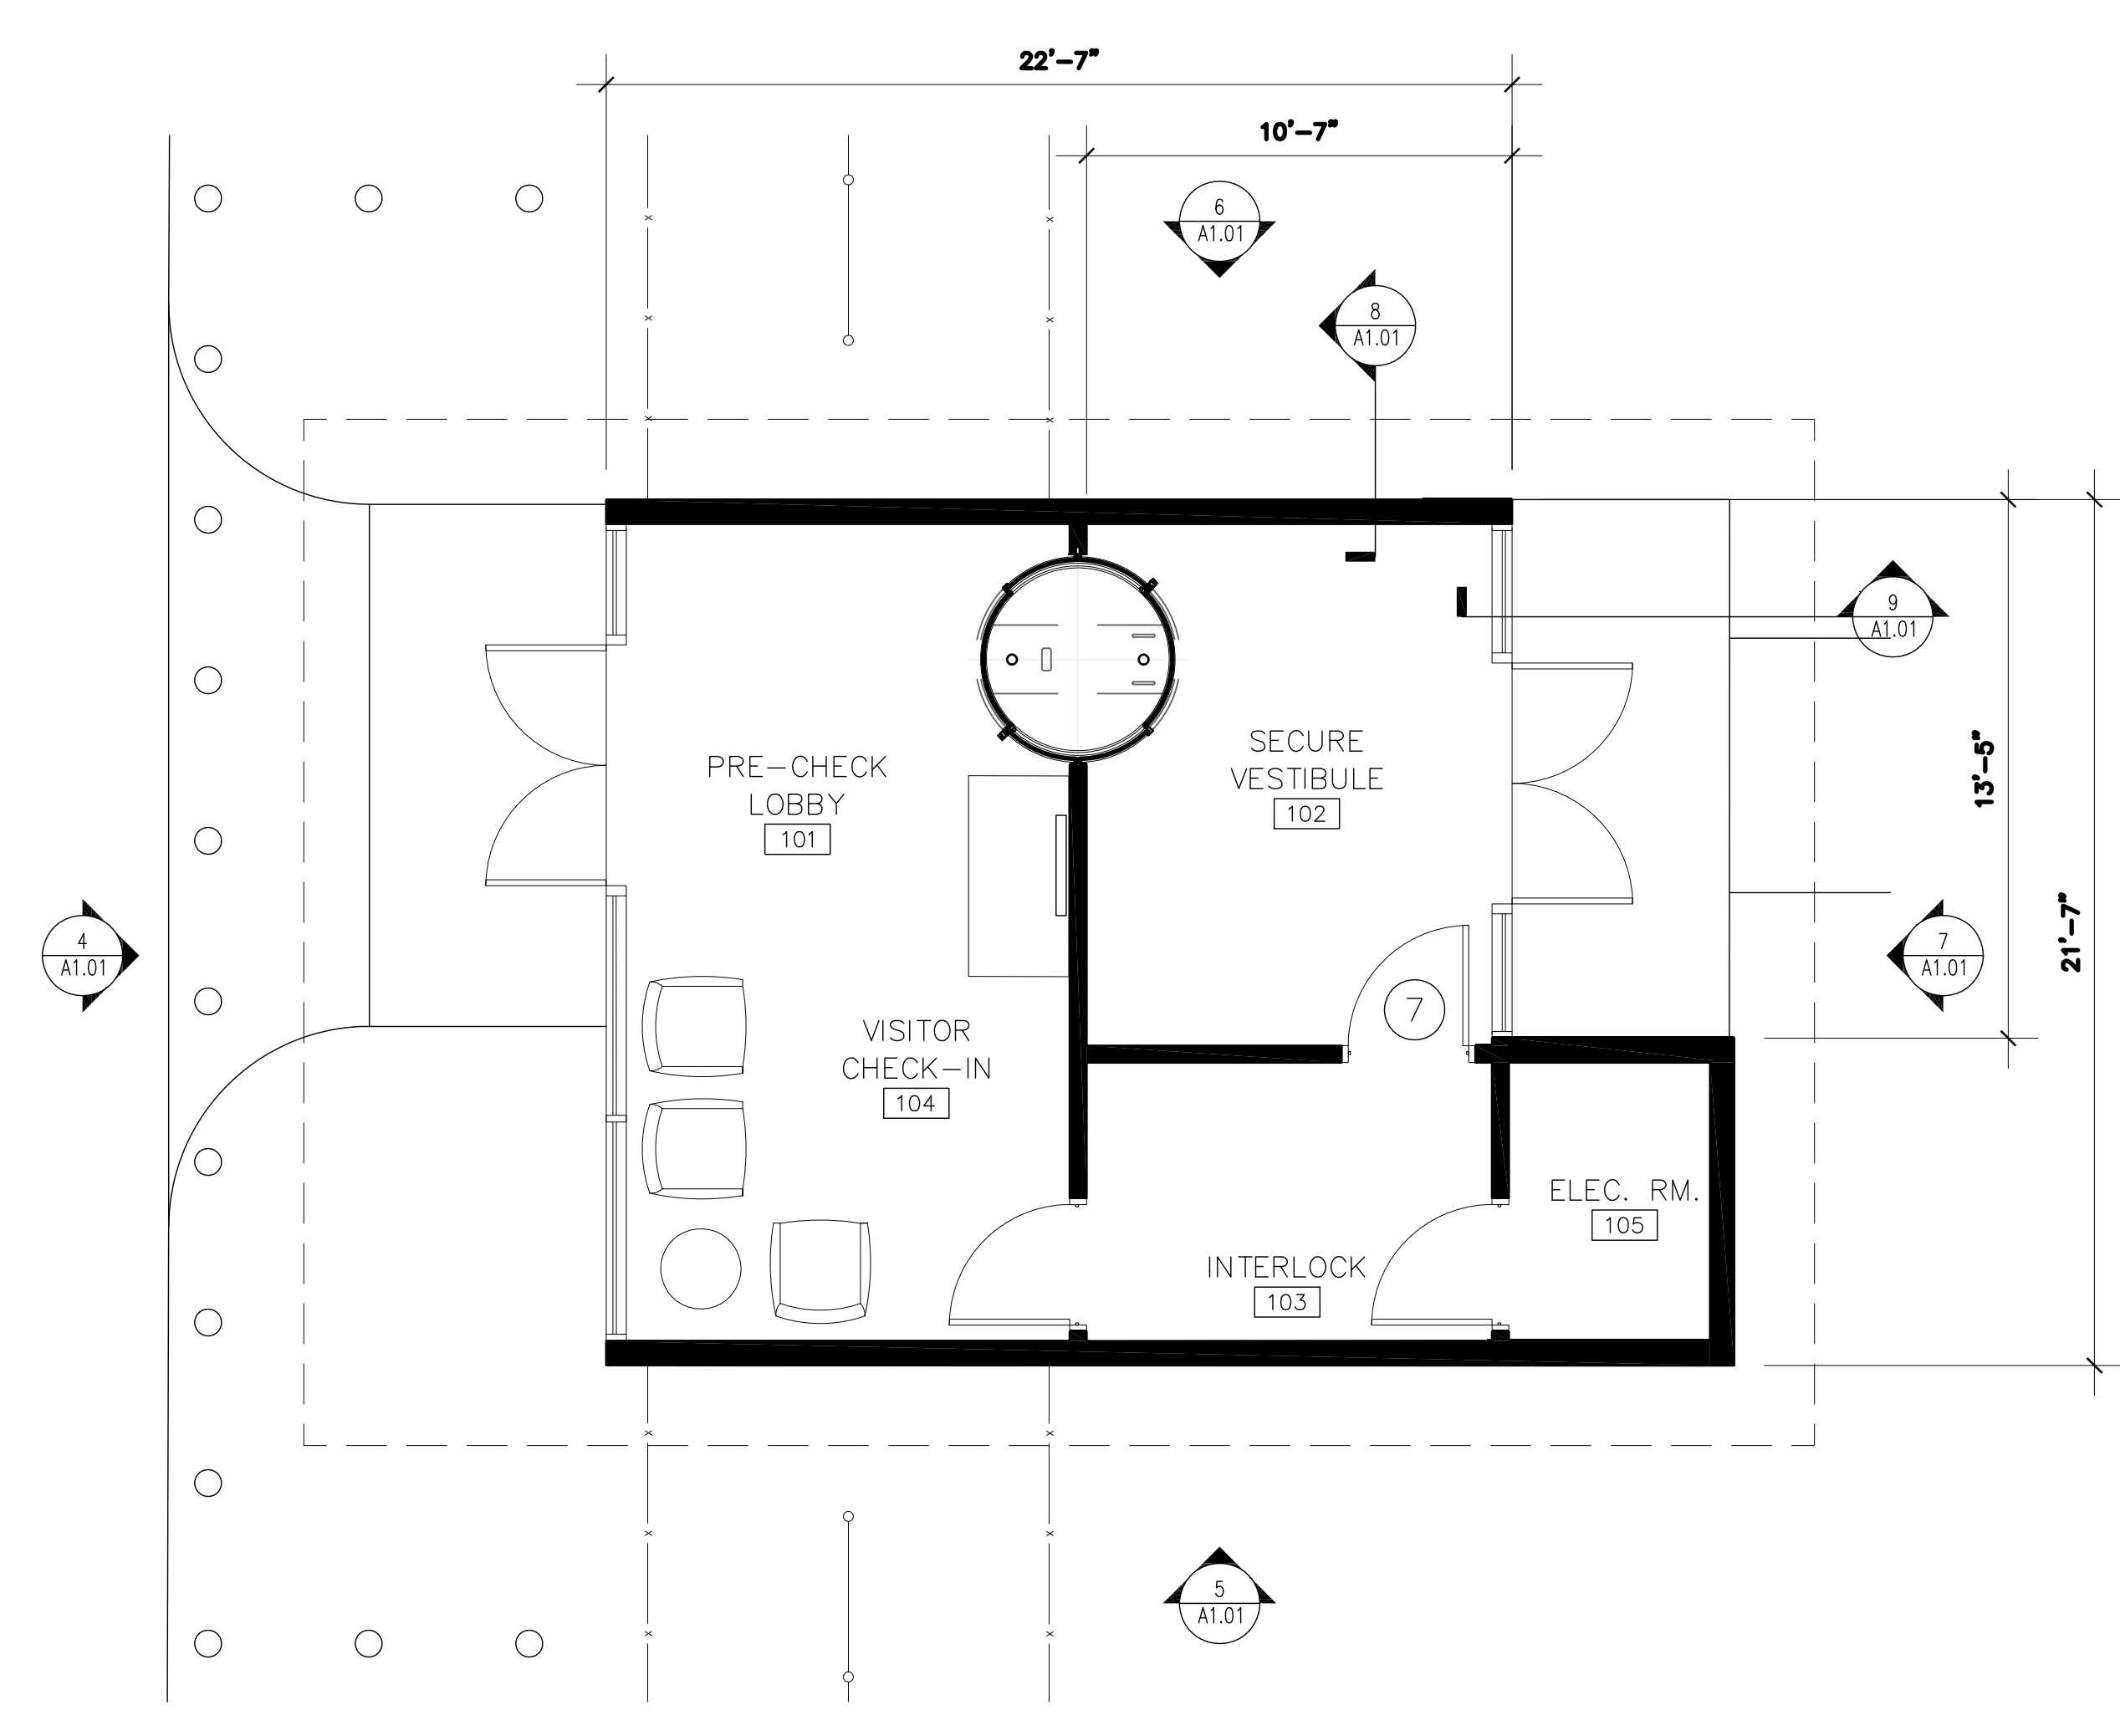 22'-7"
10'-7"
6
A1.01
8
A1.01
9
A1.01
13'-5"
SECURE
VESTIBULE
102
PRE-CHECK
LOBBY
101
21'-7"
4
A1.01
7
A1.01
7
VISITOR
CHECK-IN
104
ELEC. RM.
105
INTERLOCK
103
5
A1.01